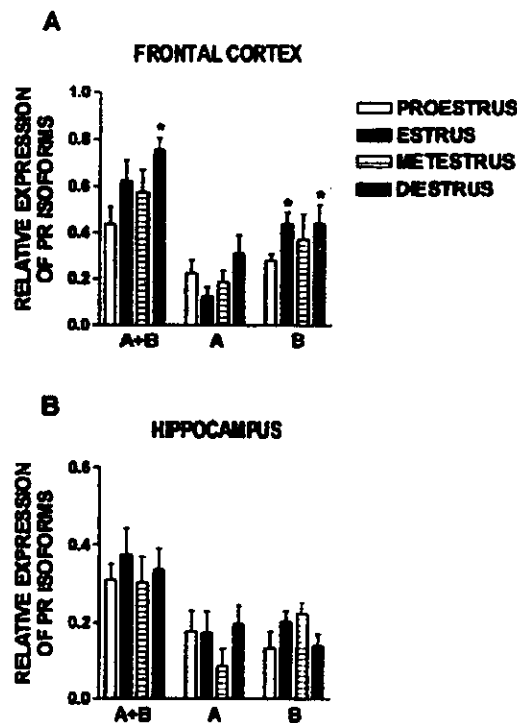 A
FRONTAL CORTEX
RELATIVE EXPRESSION
OF PR ISOFORMS
1.0
0.8
0.6
0.4
0.2
0.0
*
* *
A+B A B
PROESTRUS
ESTRUS
METESTRUS
DIESTRUS
B
HIPPOCAMPUS
RELATIVE EXPRESSION
OF PR ISOFORMS
0.6
0.4
0.2
0.0
A+B A B